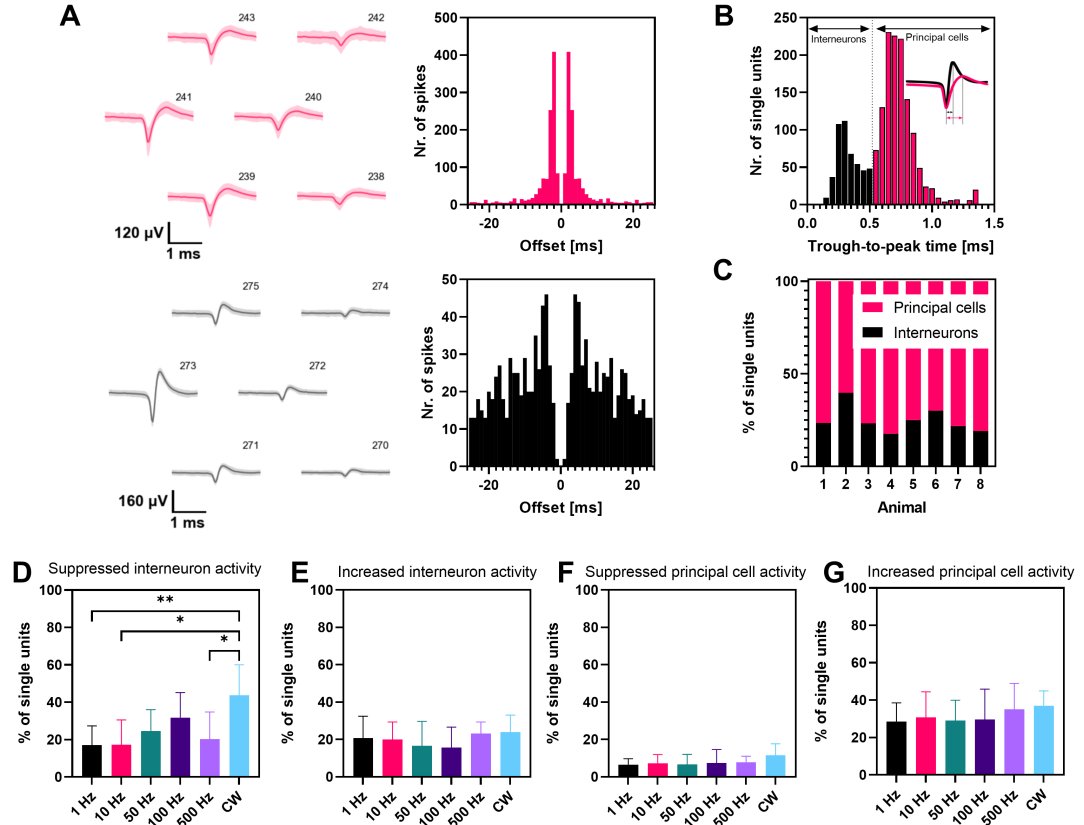 A
243
242
241
240
239
238
120 µV
1 ms
500
400
300
200
100
0
Nr. of spikes
-20
0
20
Offset [ms]
B
Interneurons
Principal cells
250
200
150
100
50
0
Nr. of single units
0.0
0.5
1.0
1.5
Trough-to-peak time [ms]
275
274
273
272
271
270
160 µV
1 ms
50
40
30
20
10
0
Nr. of spikes
-20
0
20
Offset [ms]
C
100
50
0
% of single units
Principal cells
Interneurons
1
2
3
4
5
6
7
8
Animal
D
Suppressed interneuron activity
100
80
60
40
20
0
% of single units
**
*
*
1 Hz
10 Hz
50 Hz
100 Hz
500 Hz
CW
E
Increased interneuron activity
100
80
60
40
20
0
% of single units
1 Hz
10 Hz
50 Hz
100 Hz
500 Hz
CW
F
Suppressed principal cell activity
100
80
60
40
20
0
% of single units
1 Hz
10 Hz
50 Hz
100 Hz
500 Hz
CW
G
Increased principal cell activity
100
80
60
40
20
0
% of single units
1 Hz
10 Hz
50 Hz
100 Hz
500 Hz
CW